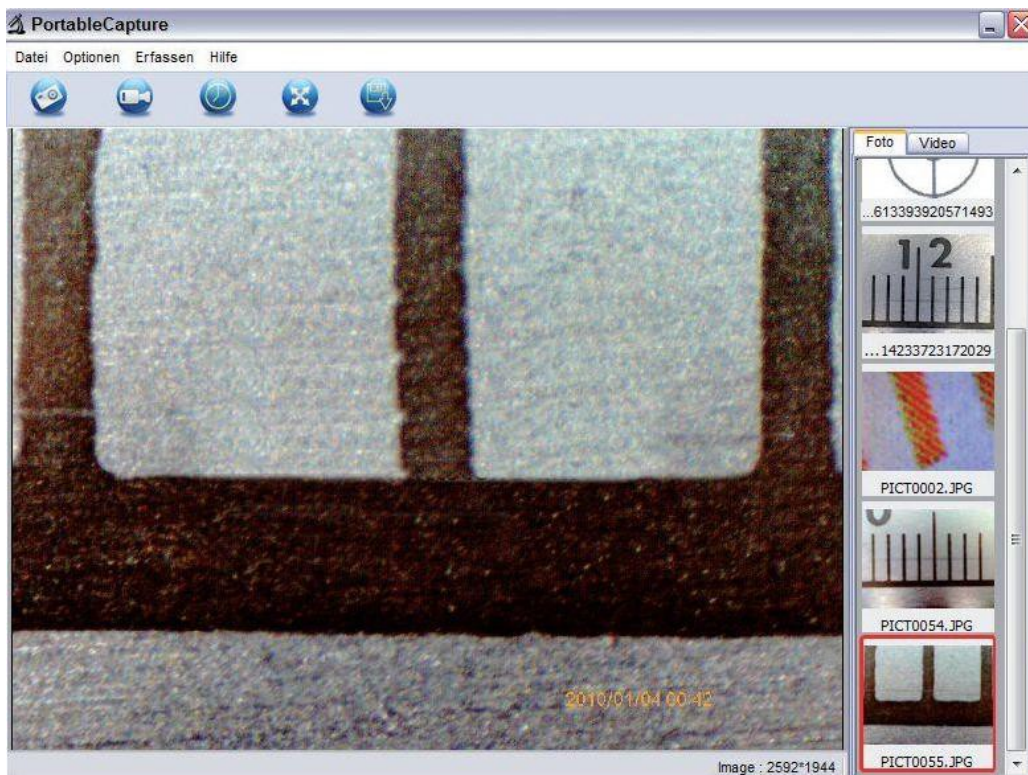 PortableCapture
Datei Optionen Erfassen Hilfe
Foto Video
...613393920571493
1 2
...14233723172029
PICT0002.JPG
0
PICT0054.JPG
2010/01/04 00:42
PICT0055.JPG
Image : 2592*1944